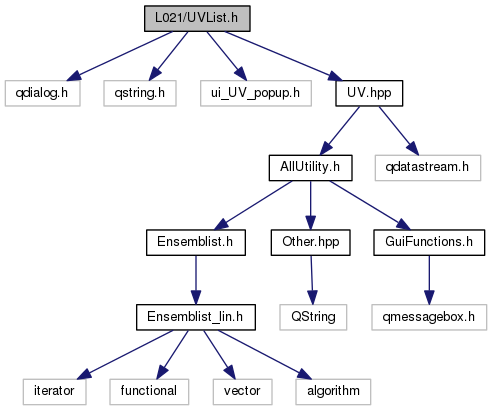 L021/UVList.h
qdialog.h
qstring.h
ui_UV_popup.h
UV.hpp
AllUtility.h
qdatastream.h
Ensemblist.h
Other.hpp
GuiFunctions.h
Ensemblist_lin.h
QString
qmessagebox.h
iterator
functional
vector
algorithm